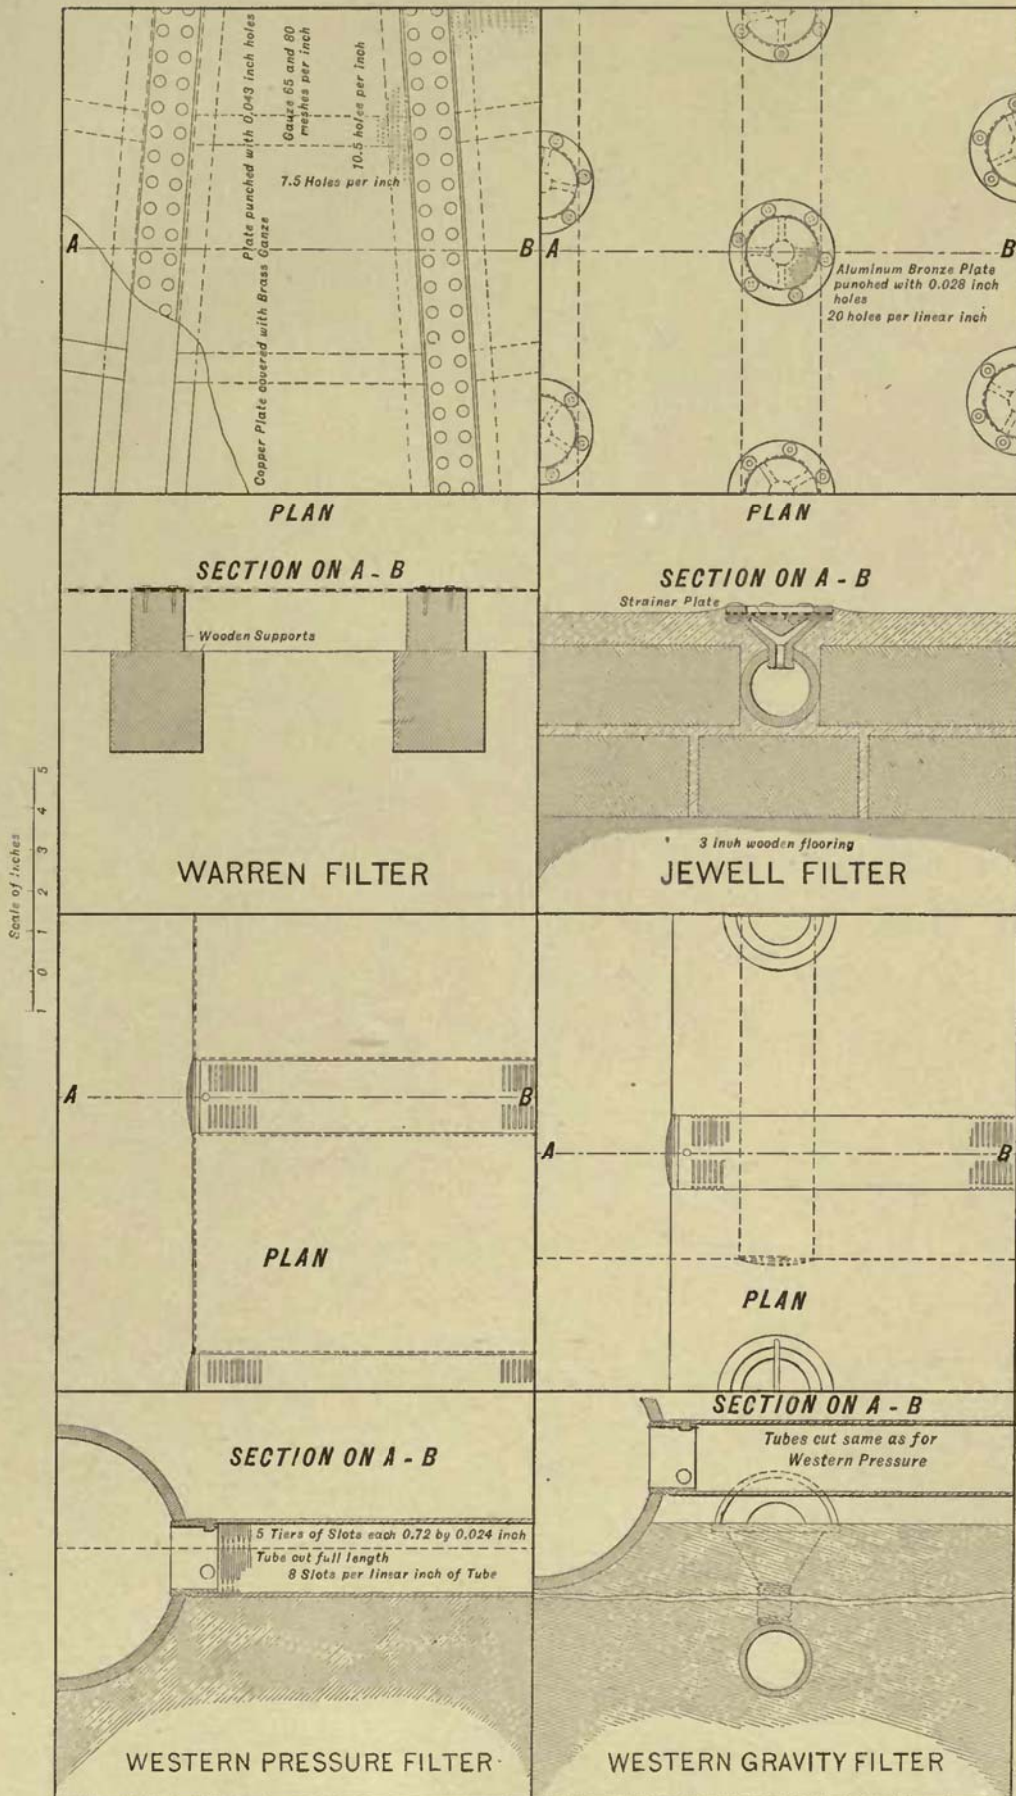 Plate punched with 0.043 inch holes
Copper Plate covered with Brass Ganze
Gauze 65 and 80
meshes per inch
10.5 holes per inch
7.5 Holes per inch
A
B
PLAN
SECTION ON A - B
Wooden Supports
WARREN FILTER
A
B
Aluminum Bronze Plate
punched with 0.028 inch
holes
20 holes per linear inch
PLAN
SECTION ON A - B
Strainer Plate
3 inch wooden flooring
JEWELL FILTER
Scale of Inches
1 0 1 2 3 4 5
A
B
PLAN
SECTION ON A - B
5 Tiers of Slots each 0.72 by 0.024 inch
Tube cut full length
8 Slots per linear inch of Tube
WESTERN PRESSURE FILTER
A
B
PLAN
SECTION ON A - B
Tubes cut same as for
Western Pressure
WESTERN GRAVITY FILTER